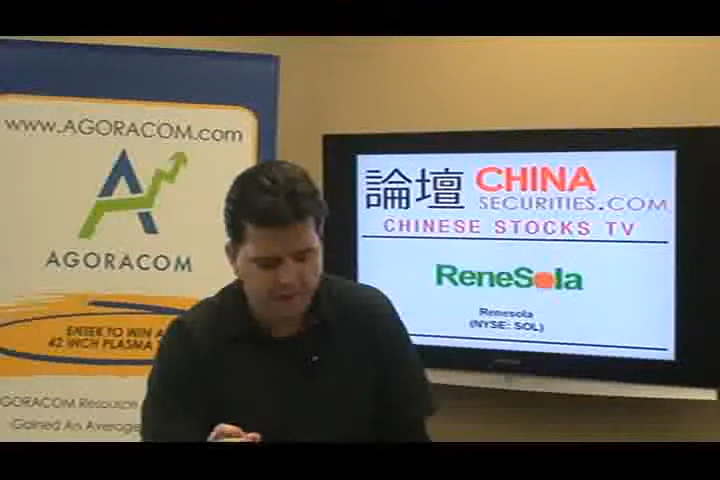 www.AGORACOM.com
AGORACOM
ENTER TO WIN A
42 INCH PLASMA
GORACOM Resource
Gained An Average
論壇 CHINA
SECURITIES.COM
CHINESE STOCKS TV
ReneSola
Renesola
(NYSE: SOL)